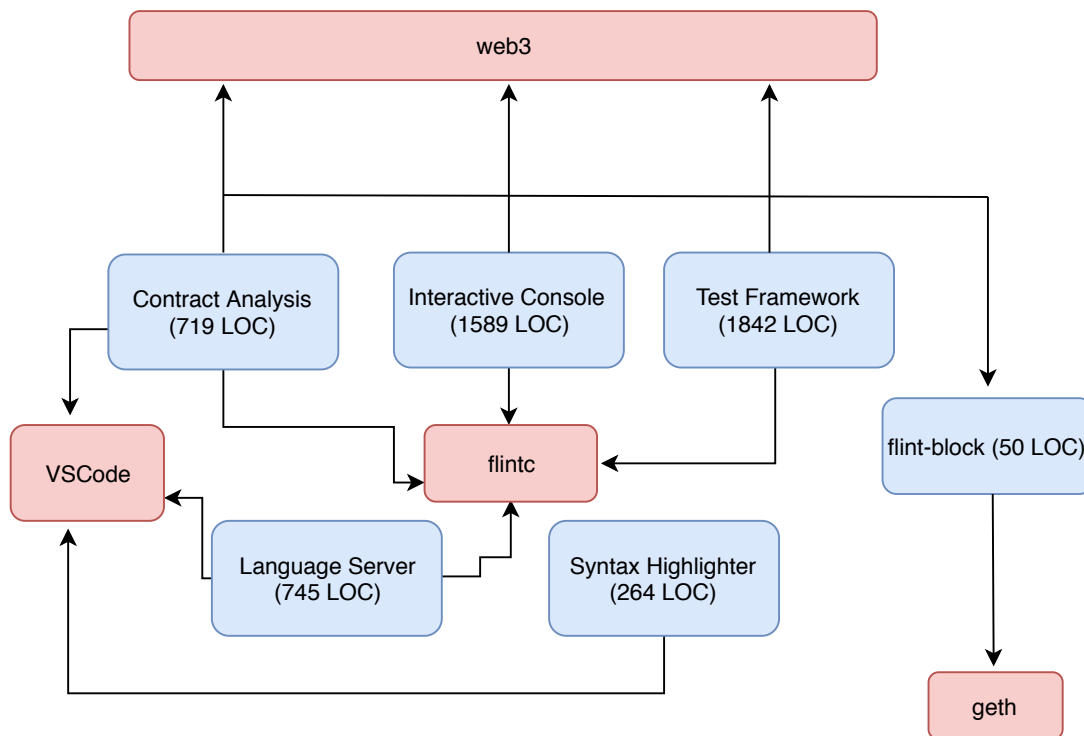 web3
Contract Analysis
(719 LOC)
Interactive Console
(1589 LOC)
Test Framework
(1842 LOC)
VSCode
flintc
flint-block (50 LOC)
Language Server
(745 LOC)
Syntax Highlighter
(264 LOC)
geth